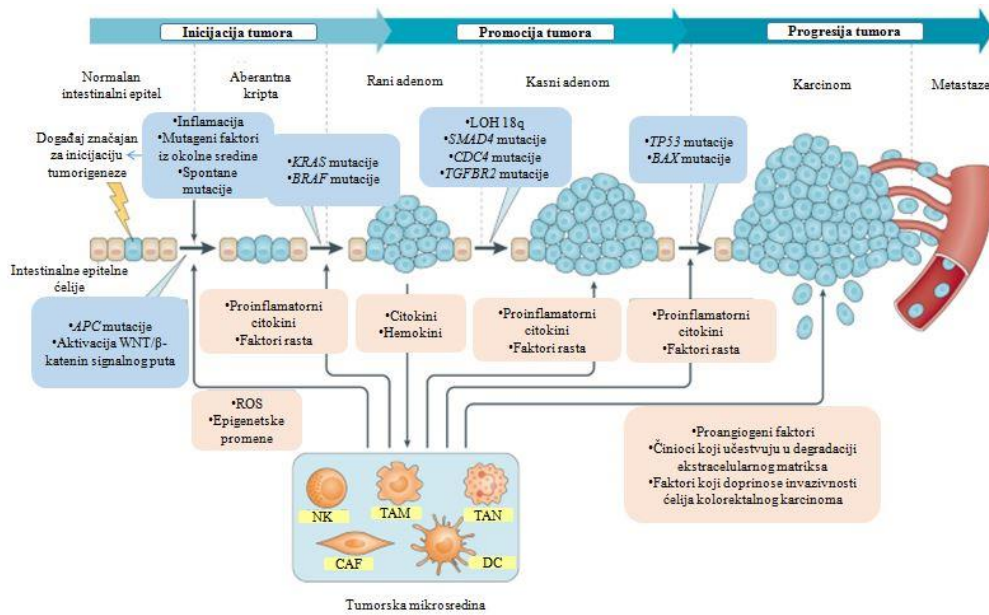 Inicijacija tumora
Promocija tumora
Progresija tumora
Normalan
intestinalni epitel
Aberantna
kripta
Rani adenom
Kasni adenom
Karcinom
Metastaze
Događaj značajan
za inicijaciju
tumorigeneze
•Inflamacija
•Mutageni faktori
iz okolne sredine
•Spontane
mutacije
•KRAS mutacije
•BRAF mutacije
•LOH 18q
•SMAD4 mutacije
•CDC4 mutacije
•TGFBR2 mutacije
•TP53 mutacije
•BAX mutacije
Intestinalne epitelne
ćelije
•APC mutacije
•Aktivacija WNT/β-
katenin signalnog puta
•Proinflamatorni
citokini
•Faktori rasta
•Citokini
•Hemokini
•Proinflamatorni
citokini
•Faktori rasta
•Proinflamatorni
citokini
•Faktori rasta
•ROS
•Epigenetske
promene
•Proangiogeni faktori
•Činioci koji učestvuju u degradaciji
ekstracelularnog matriksa
•Faktori koji doprinose invazivnosti
ćelija kolorektalnog karcinoma
NK
TAM
TAN
CAF
DC
Tumorska mikrosredina